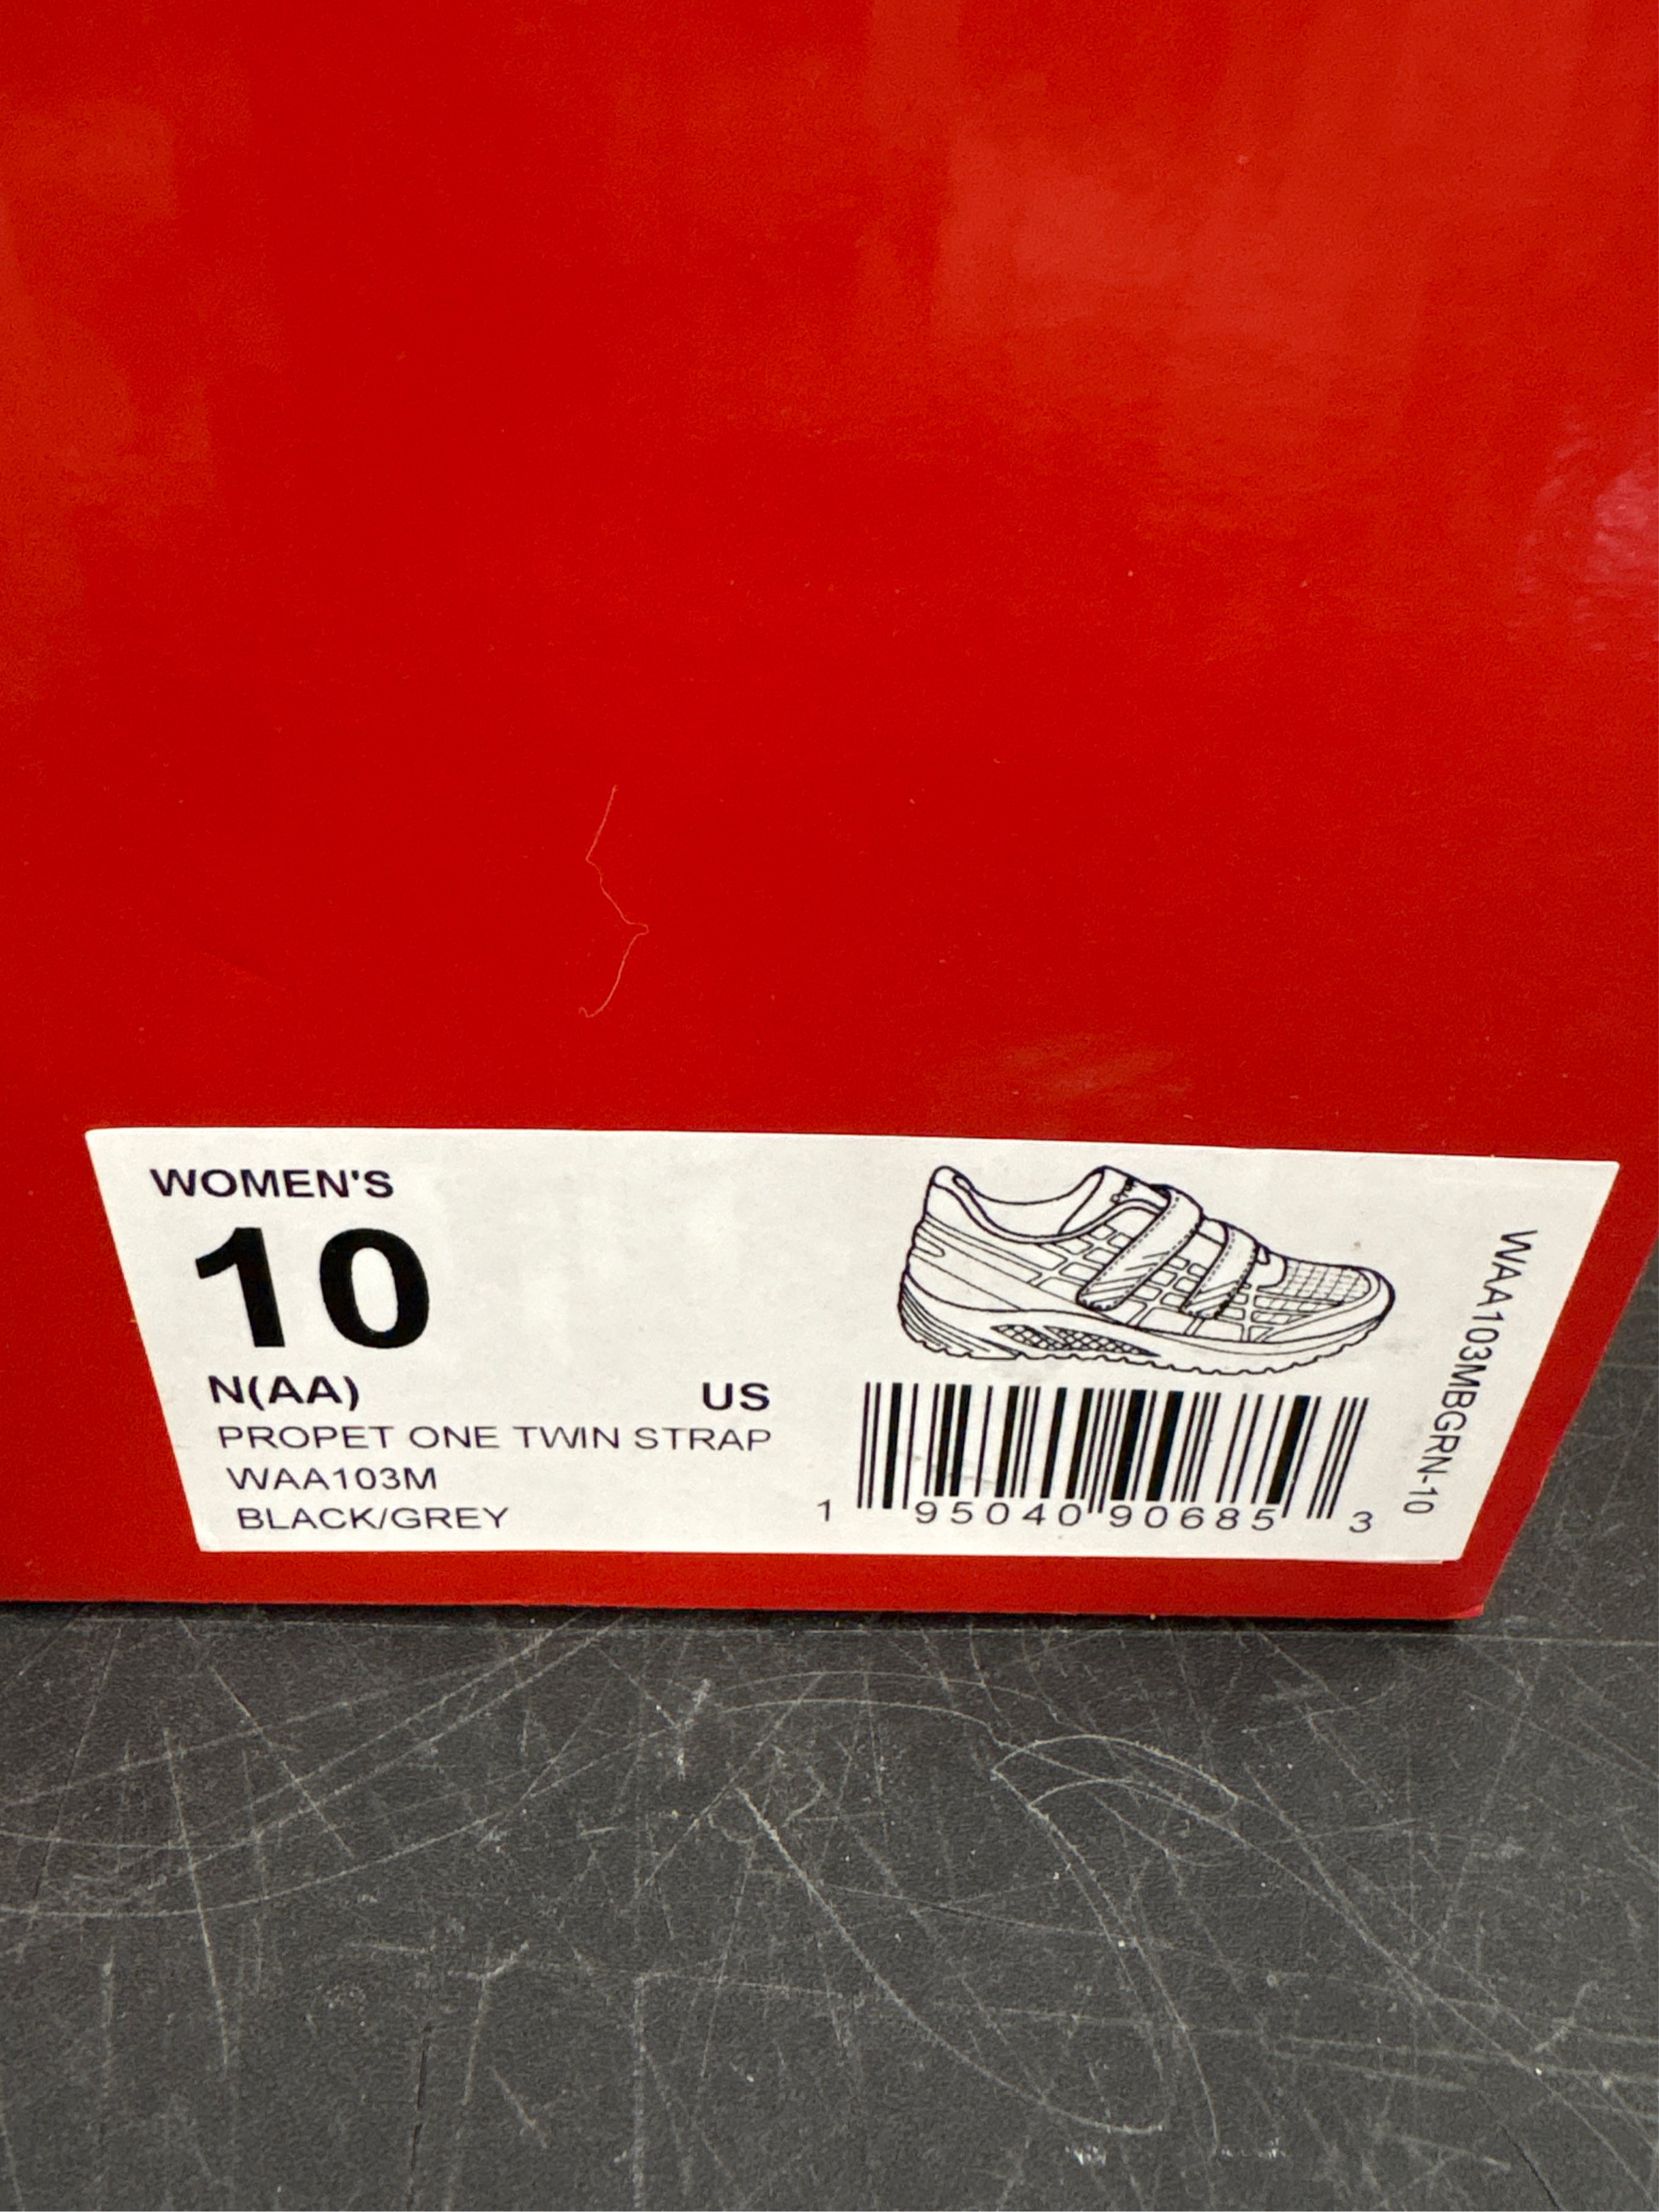 WOMEN'S
10
N(AA) US
PROPET ONE TWIN STRAP
WAA103M
BLACK/GREY
1 95040 90685 3
WAA103MBGRN-10